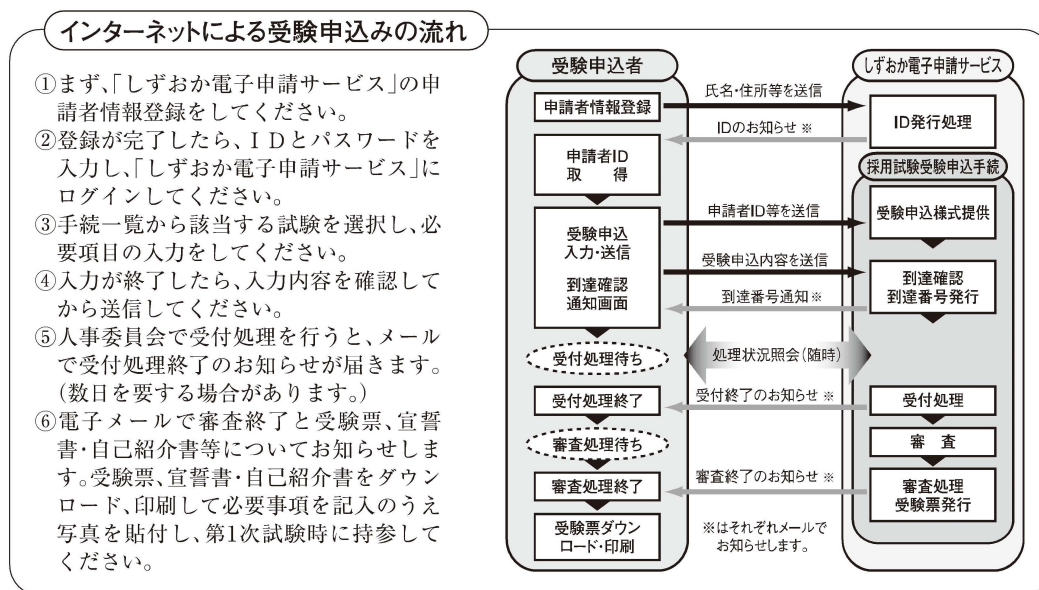 インターネットによる受験申込みの流れ
①まず、「しずおか電子申請サービス」の申
請者情報登録をしてください。
②登録が完了したら、ＩＤとパスワードを
入力し、「しずおか電子申請サービス」に
ログインしてください。
③手続一覧から該当する試験を選択し、必
要項目の入力をしてください。
④入力が終了したら、入力内容を確認して
から送信してください。
⑤人事委員会で受付処理を行うと、メール
で受付処理終了のお知らせが届きます。
(数日を要する場合があります。)
⑥電子メールで審査終了と受験票、宣誓
書・自己紹介書等についてお知らせしま
す。受験票、宣誓書・自己紹介書をダウン
ロード、印刷して必要事項を記入のうえ
写真を貼付し、第1次試験時に持参して
ください。
受験申込者
しずおか電子申請サービス
申請者情報登録
氏名・住所等を送信
ID発行処理
IDのお知らせ ※
申請者ID
取　得
採用試験受験申込手続
申請者ID等を送信
受験申込様式提供
受験申込
入力・送信
受験申込内容を送信
到達確認
到達番号発行
到達確認
通知画面
到達番号通知 ※
受付処理待ち
処理状況照会(随時)
受付処理終了
受付終了のお知らせ ※
受付処理
審査処理待ち
審　査
審査処理終了
審査終了のお知らせ ※
審査処理
受験票発行
受験票ダウン
ロード・印刷
※はそれぞれメールで
お知らせします。